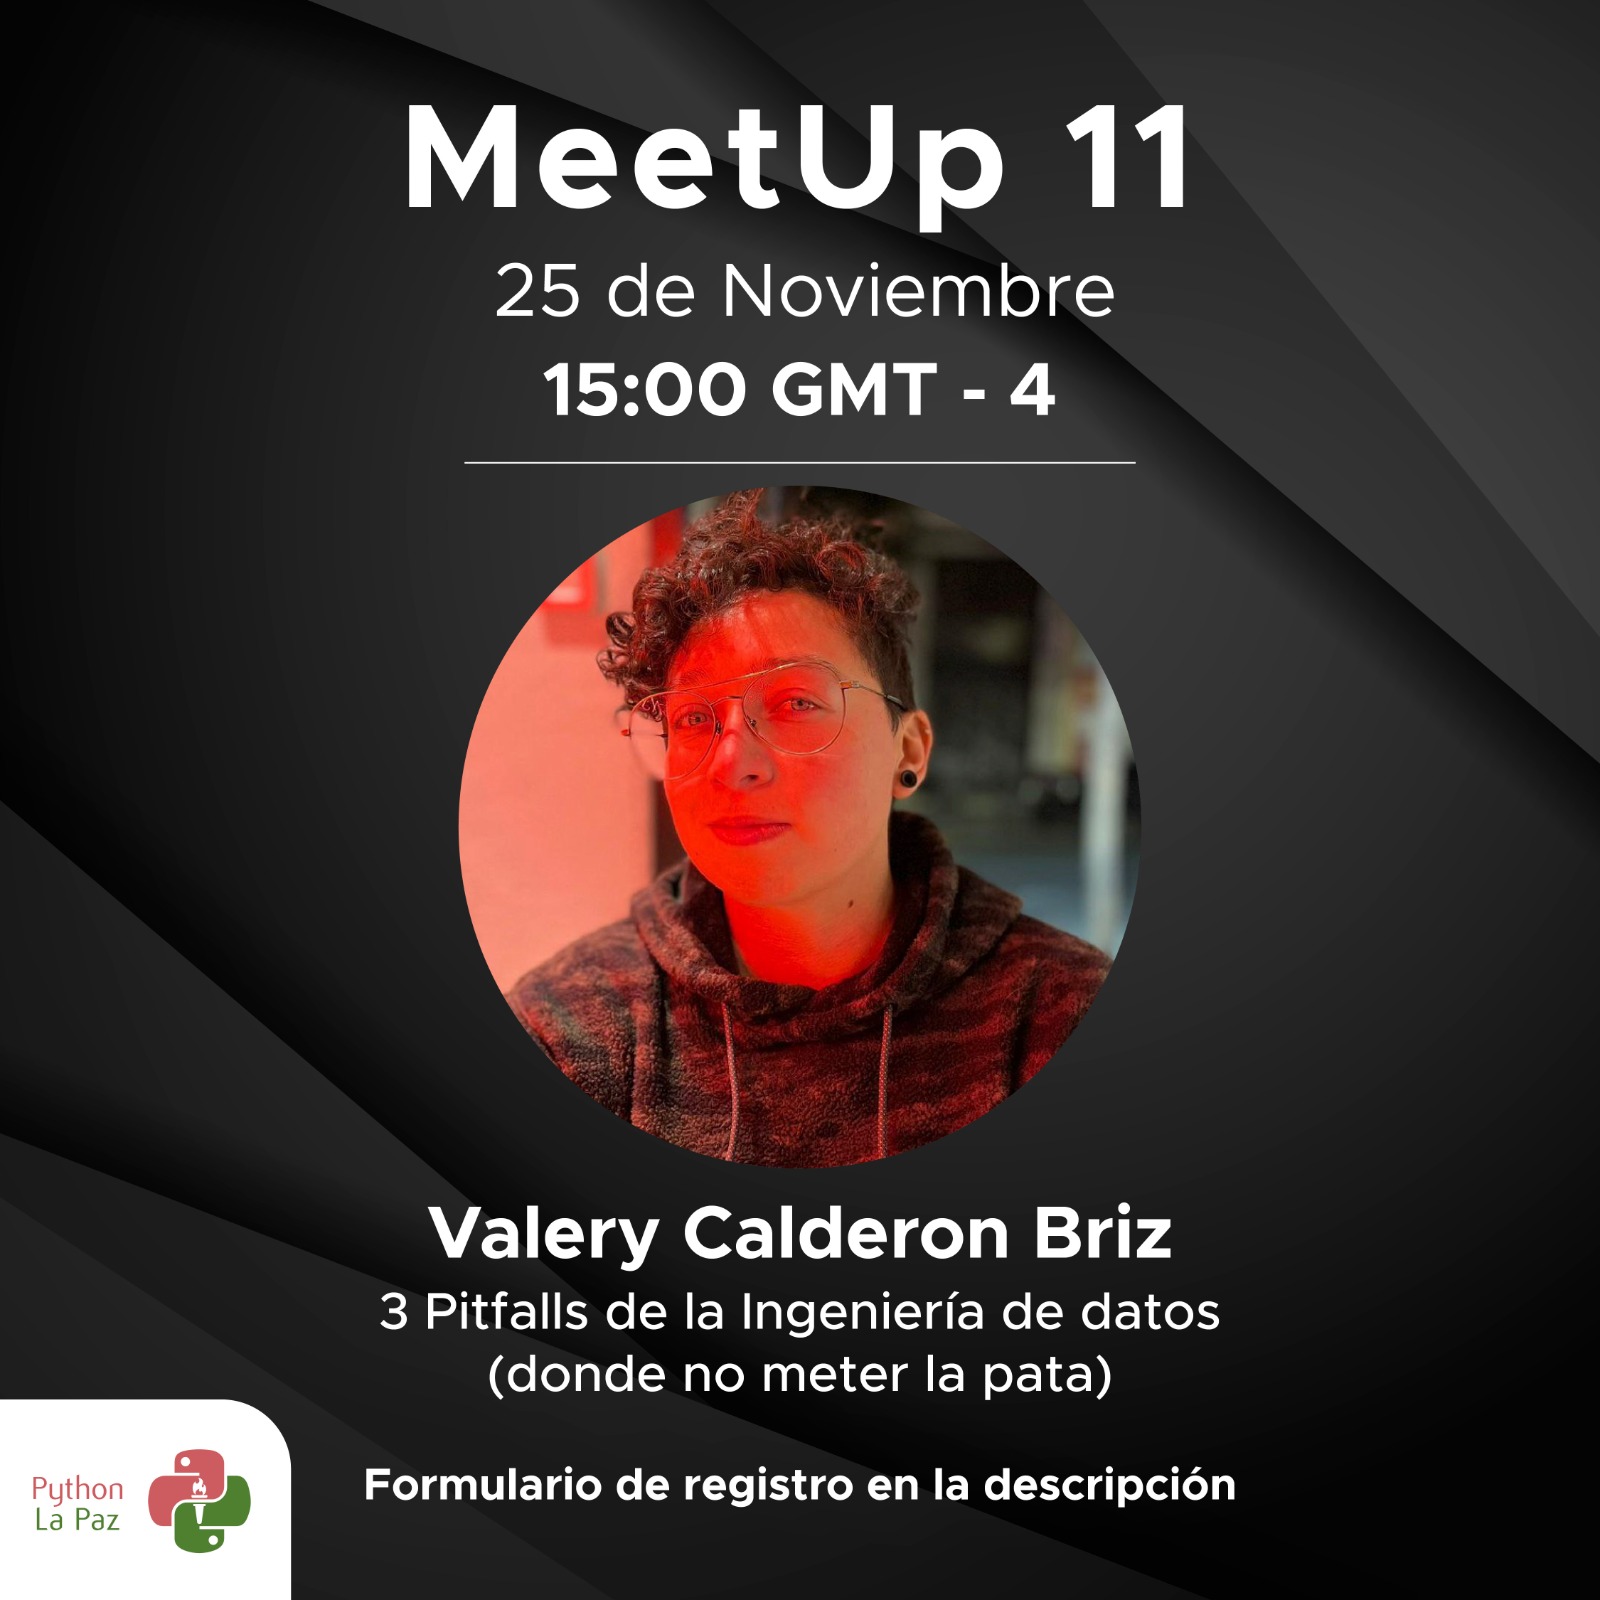 MeetUp 11
25 de Noviembre
15:00 GMT - 4
Valery Calderon Briz
3 Pitfalls de la Ingeniería de datos
(donde no meter la pata)
Formulario de registro en la descripción
Python
La Paz